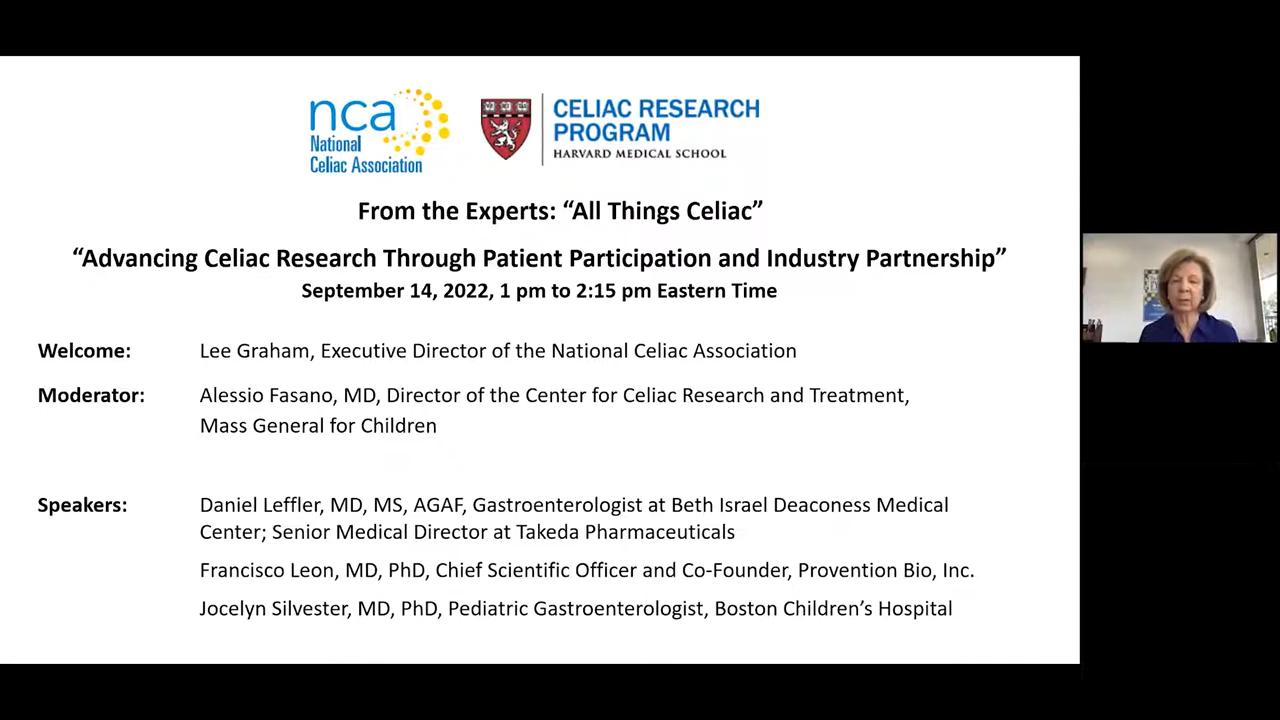 nca
National
Celiac Association
CELIAC RESEARCH
PROGRAM
HARVARD MEDICAL SCHOOL
From the Experts: “All Things Celiac”
“Advancing Celiac Research Through Patient Participation and Industry Partnership”
September 14, 2022, 1 pm to 2:15 pm Eastern Time
Welcome: Lee Graham, Executive Director of the National Celiac Association
Moderator: Alessio Fasano, MD, Director of the Center for Celiac Research and Treatment,
Mass General for Children
Speakers: Daniel Leffler, MD, MS, AGAF, Gastroenterologist at Beth Israel Deaconess Medical
Center; Senior Medical Director at Takeda Pharmaceuticals
Francisco Leon, MD, PhD, Chief Scientific Officer and Co-Founder, Provention Bio, Inc.
Jocelyn Silvester, MD, PhD, Pediatric Gastroenterologist, Boston Children’s Hospital